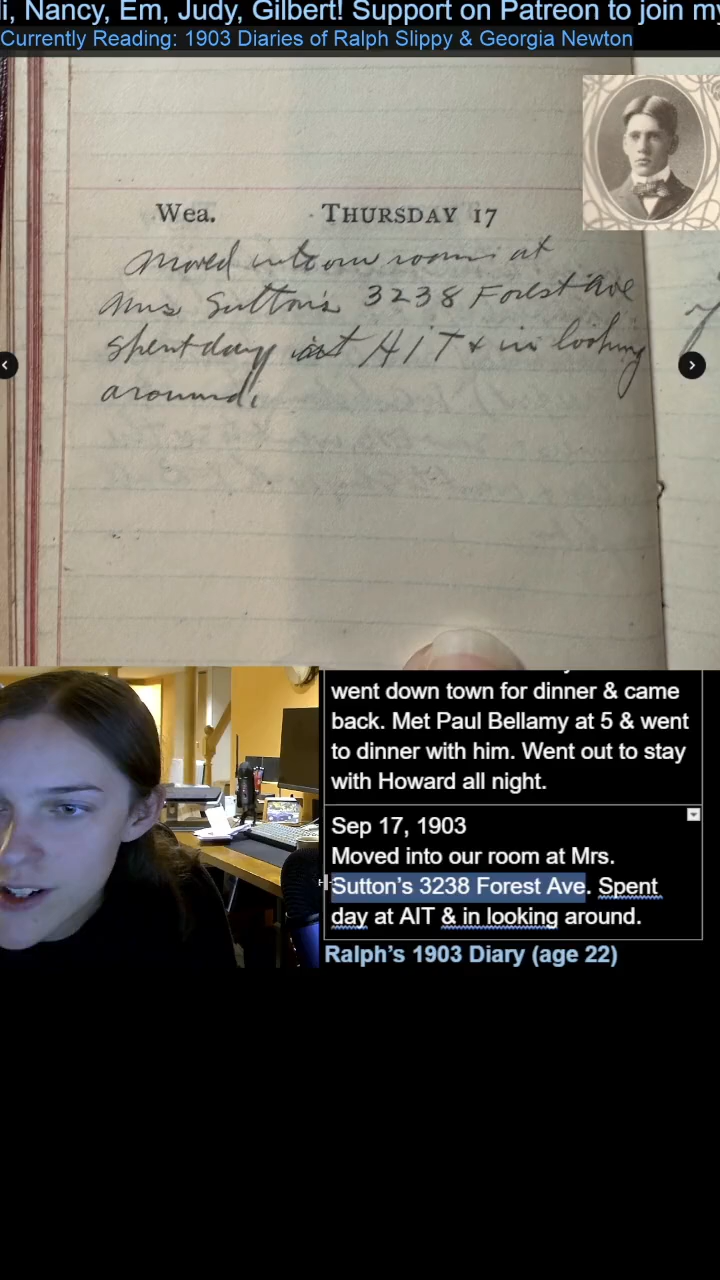 i, Nancy, Em, Judy, Gilbert! Support on Patreon to join my
Currently Reading: 1903 Diaries of Ralph Slippy & Georgia Newton
Wea. THURSDAY 17
Moved into our room at
Mrs Sutton's 3238 Forest Ave
spent day at AIT & in looking
around.
went down town for dinner & came
back. Met Paul Bellamy at 5 & went
to dinner with him. Went out to stay
with Howard all night.
Sep 17, 1903
Moved into our room at Mrs.
Sutton's 3238 Forest Ave. Spent
day at AIT & in looking around.
Ralph's 1903 Diary (age 22)